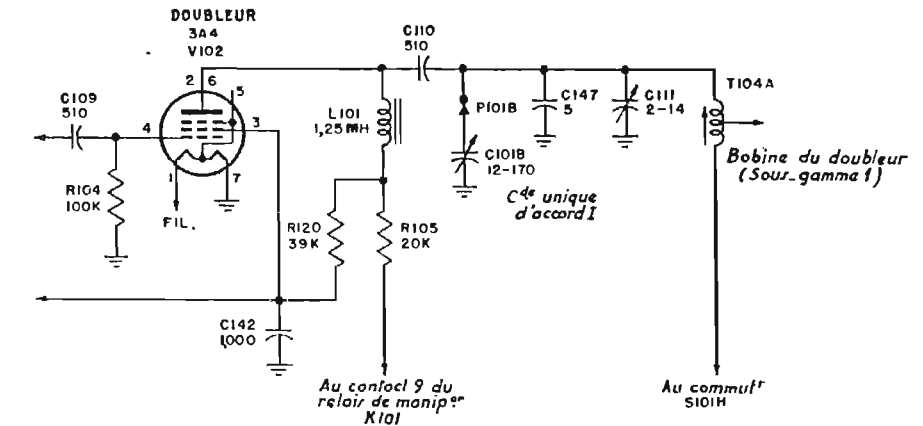 DOUBLEUR
3A4
V102
2 6
5
3
4
1
7
FIL.
C109
510
R104
100K
C110
510
L101
1,25MH
P101B
C101B
12-170
C147
5
C111
2-14
T104A
Bobine du doubleur
(Sous-gamme 1)
Cde unique
d'accord I
R120
39K
R105
20K
C142
1,000
Au contact 9 du
relais de manipon
K101
Au commutr
S101H